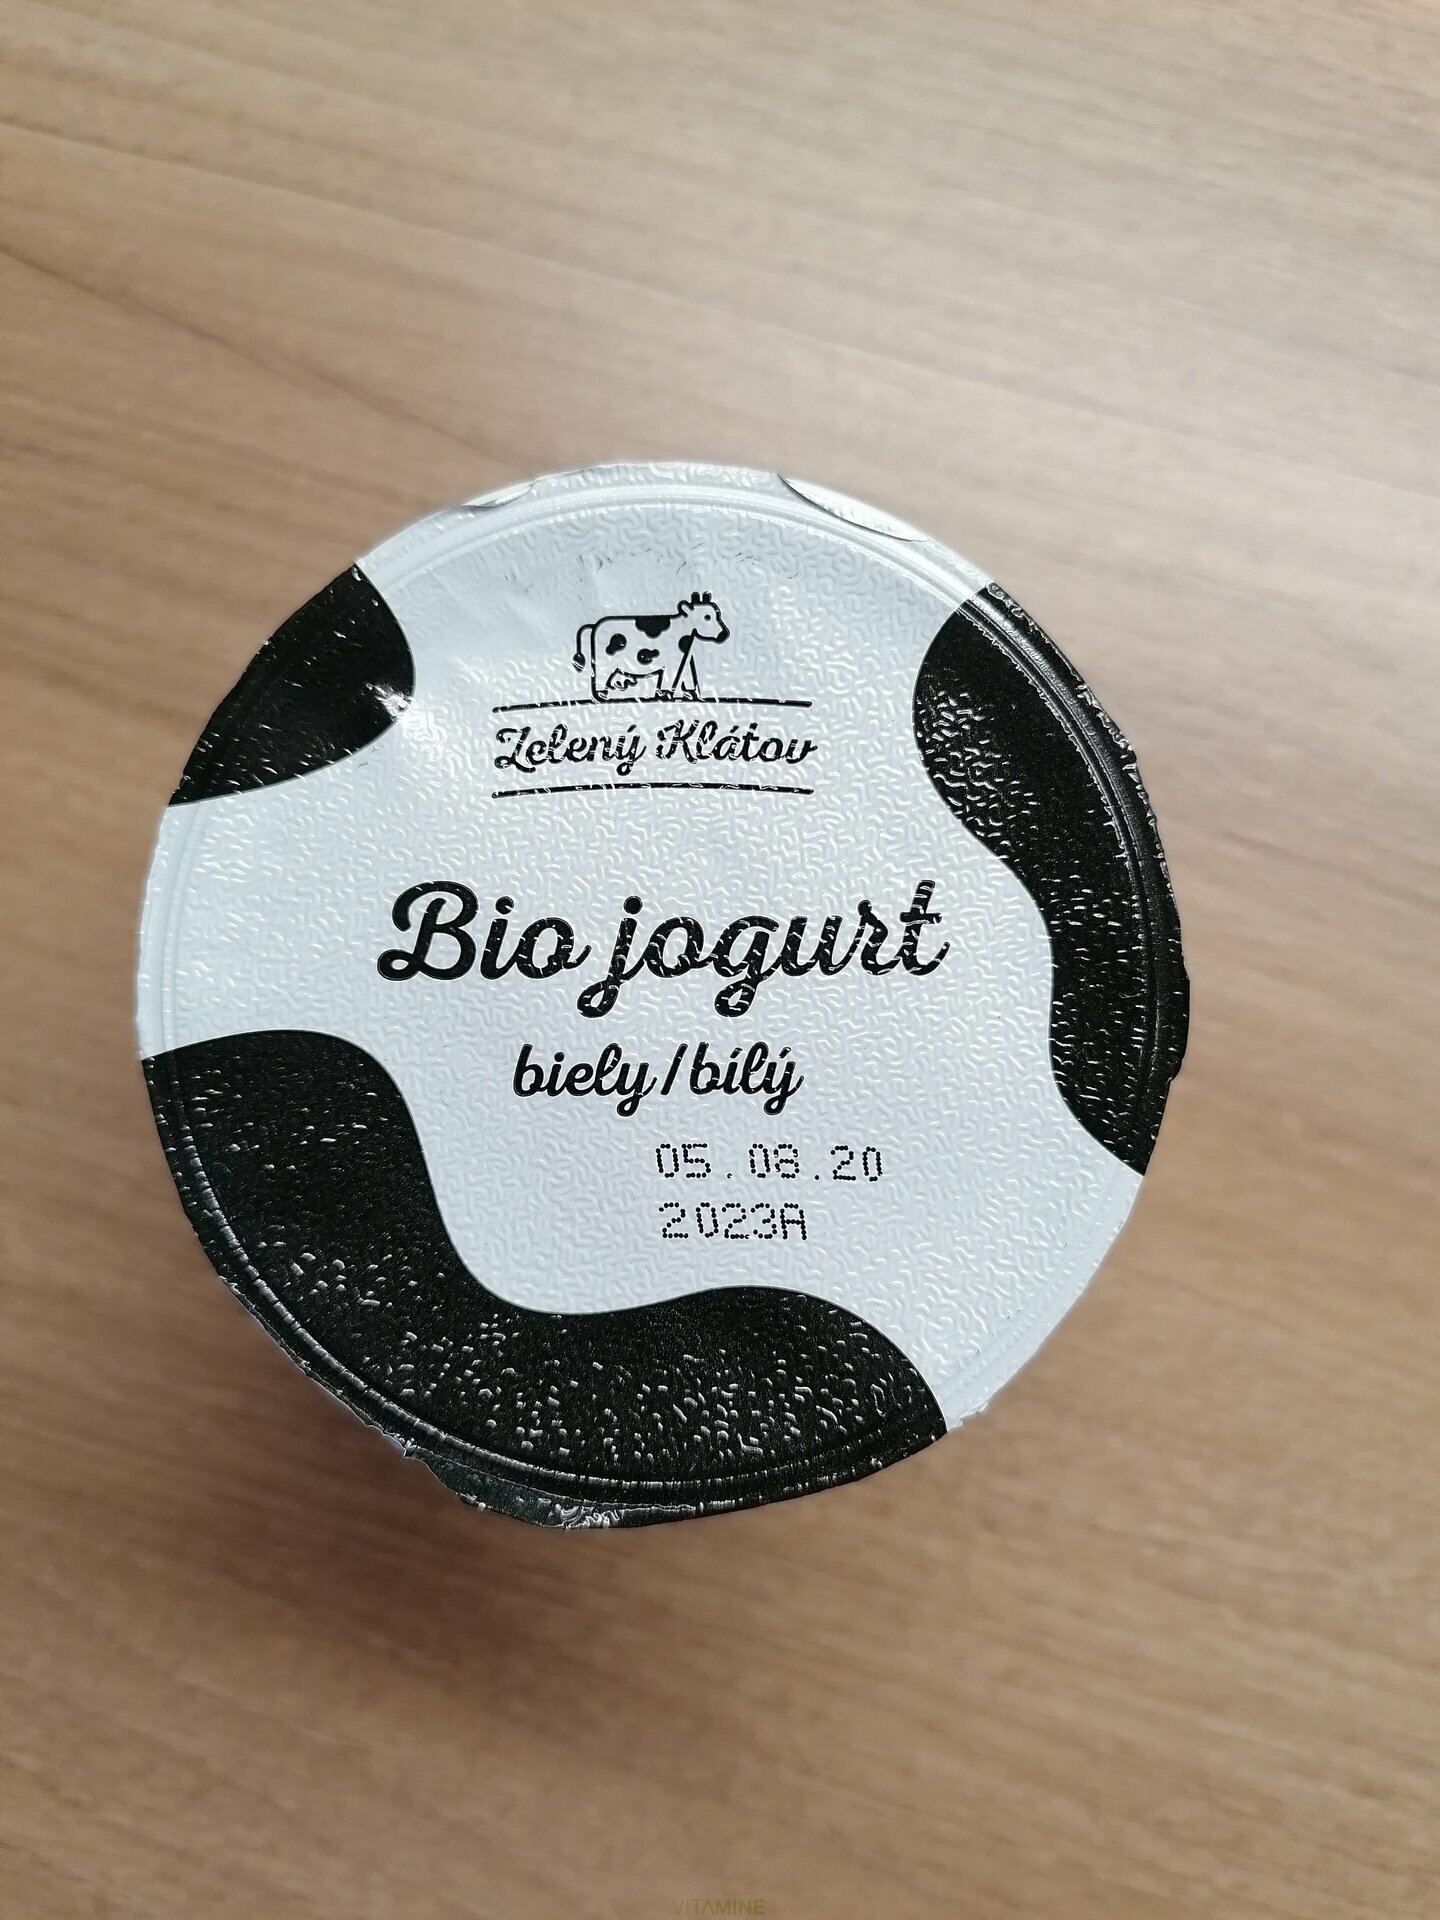 Zelený Klátov
Bio jogurt
biely/bílý
05.08.20
2023A
VITAMINE